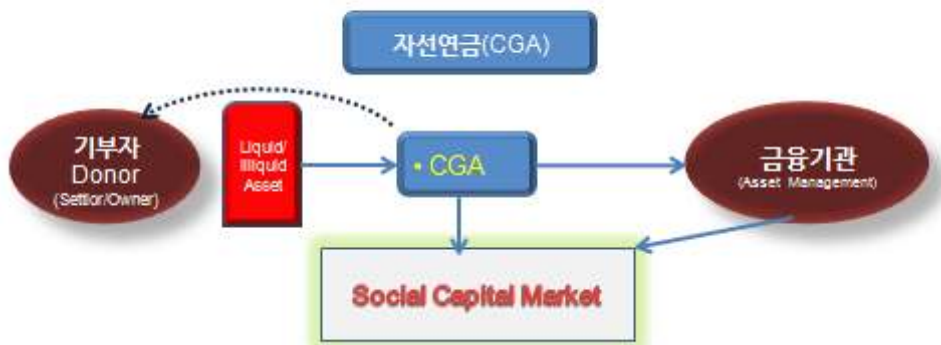 자선연금(CGA)
기부자
Donor
(Settlor/Owner)
Liquid/
Illiquid
Asset
• CGA
금융기관
(Asset Management)
Social Capital Market